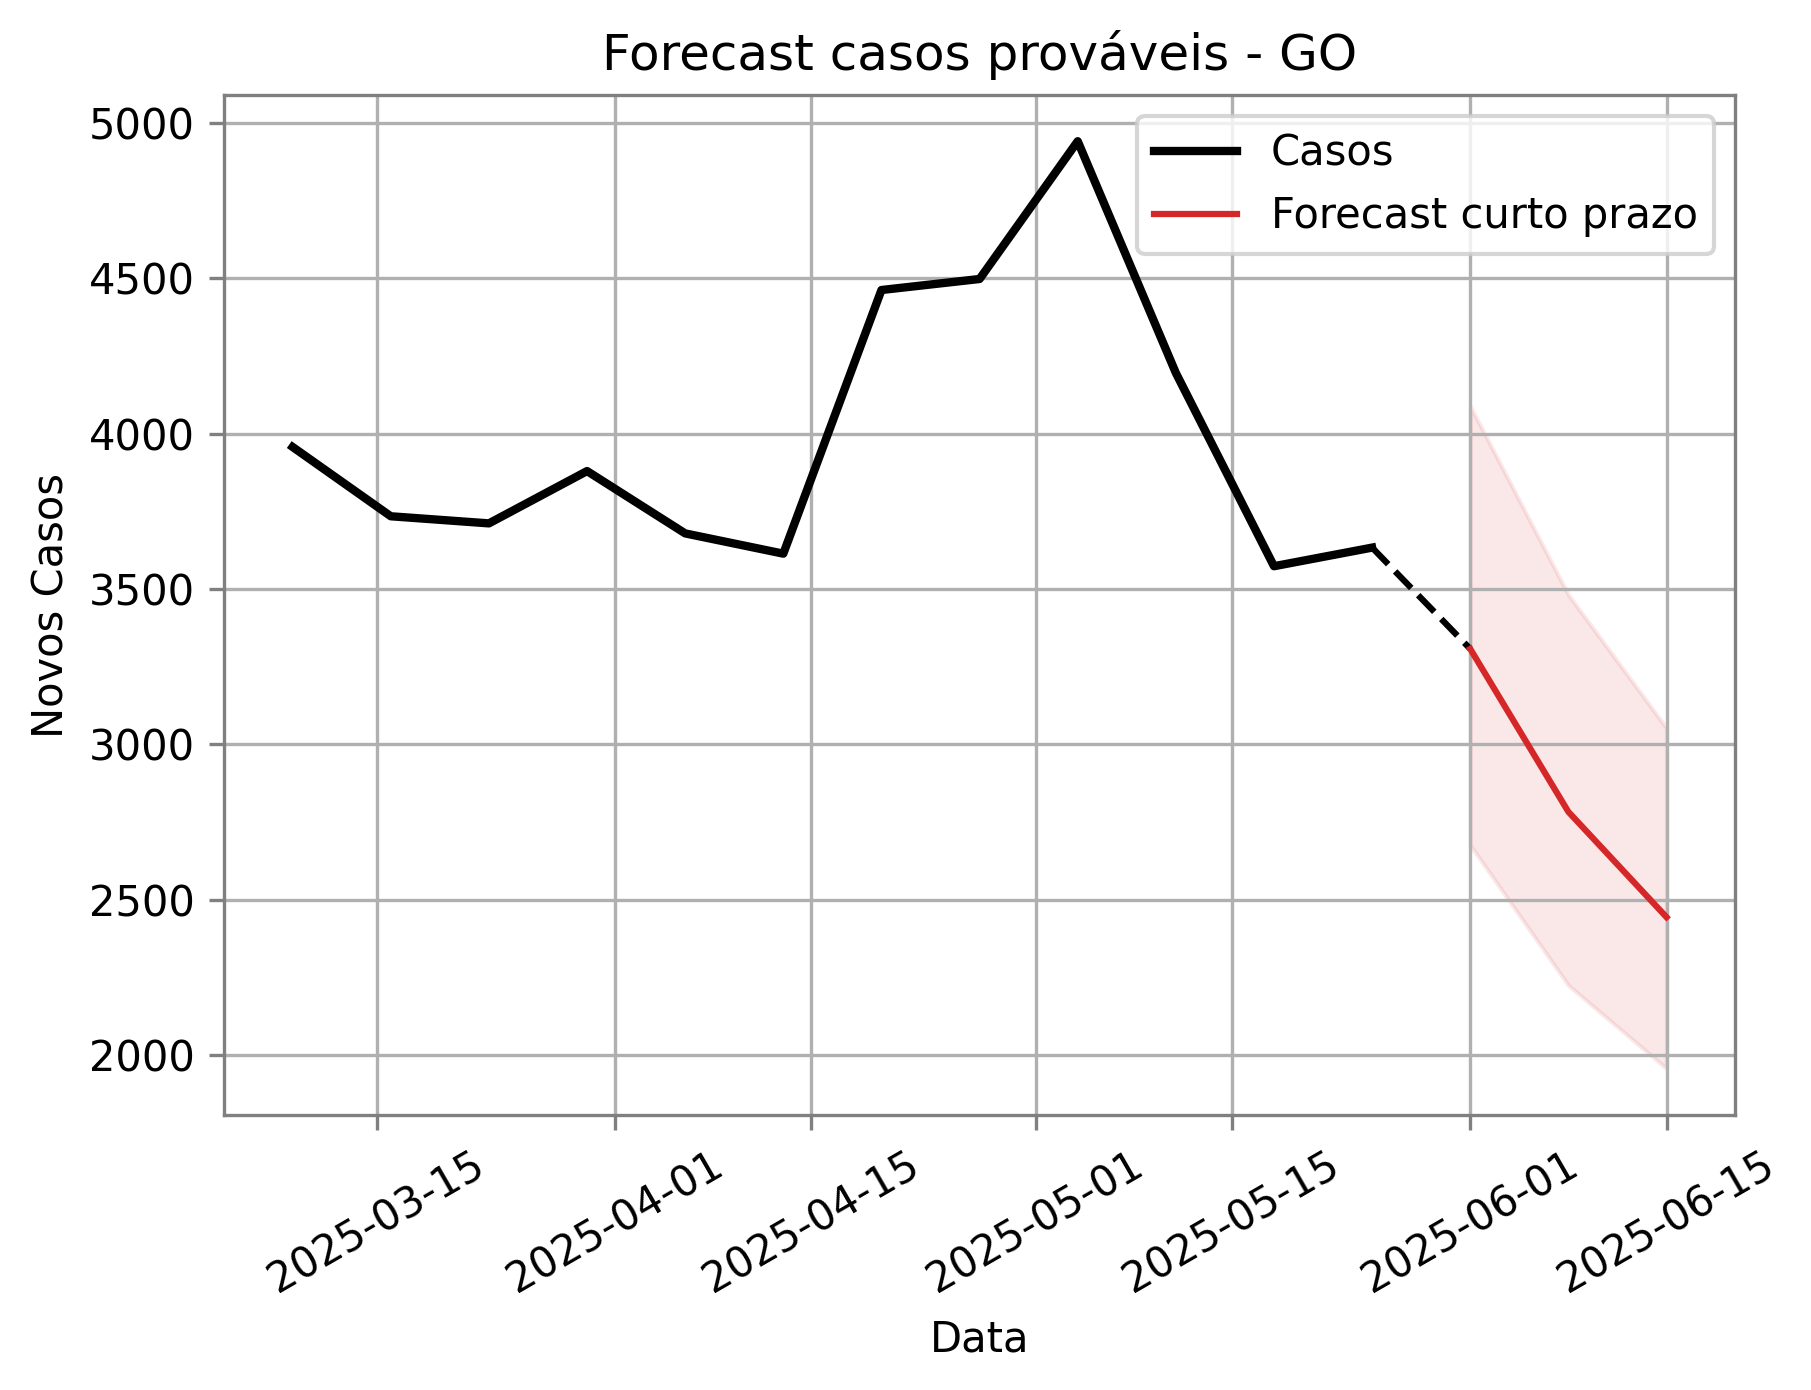 Forecast casos prováveis - GO
Casos
Forecast curto prazo
Novos Casos
5000
4500
4000
3500
3000
2500
2000
2025-03-15
2025-04-01
2025-04-15
2025-05-01
2025-05-15
2025-06-01
2025-06-15
Data